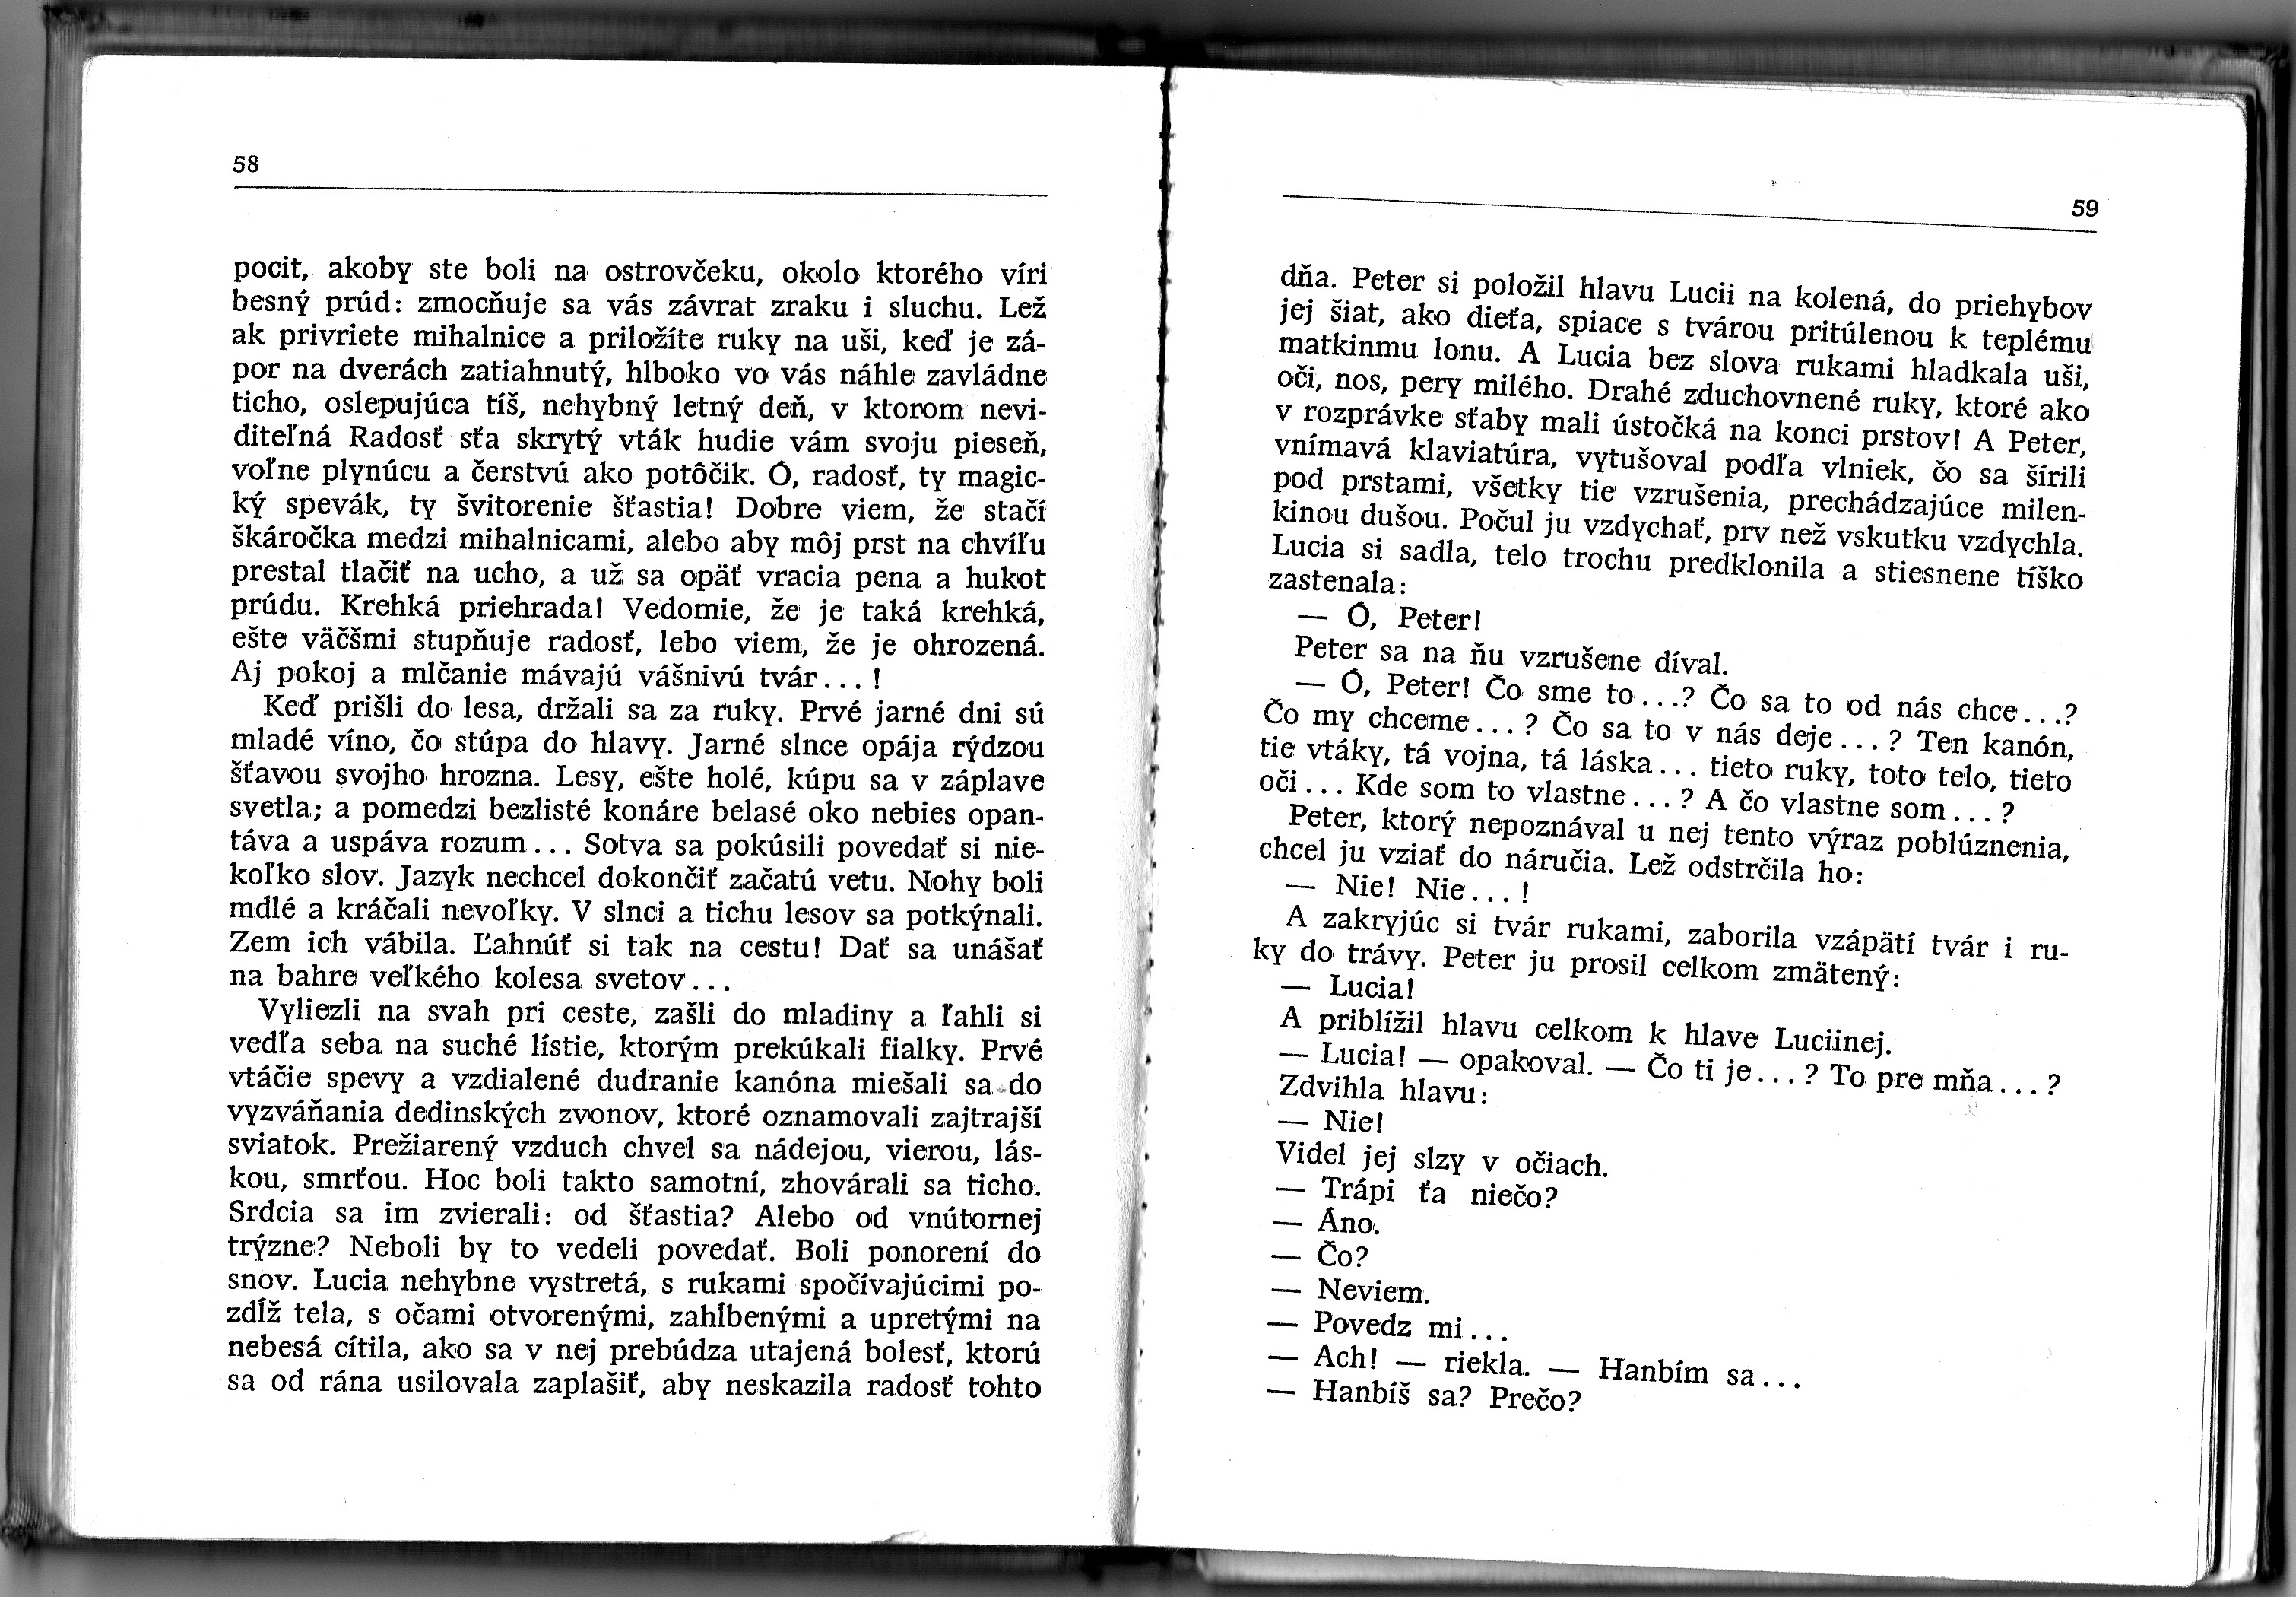 58
pocit, akoby ste boli na ostrovčeku, okolo ktorého víri
besný prúd: zmocňuje sa vás závrat zraku i sluchu. Lež
ak privriete mihalnice a priložíte ruky na uši, keď je zá-
por na dverách zatiahnutý, hlboko vo vás náhle zavládne
ticho, oslepujúca tíš, nehybný letný deň, v ktorom nevi-
diteľná Radosť sťa skrytý vták hudie vám svoju pieseň,
voľne plynúcu a čerstvú ako potôčik. Ó, radosť, ty magic-
ký spevák, ty švitorenie šťastia! Dobre viem, že stačí
škáročka medzi mihalnicami, alebo aby môj prst na chvíľu
prestal tlačiť na ucho, a už sa opäť vracia pena a hukot
prúdu. Krehká priehrada! Vedomie, že je taká krehká,
ešte väčšmi stupňuje radosť, lebo viem, že je ohrozená.
Aj pokoj a mlčanie mávajú vášnivú tvár...!
Keď prišli do lesa, držali sa za ruky. Prvé jarné dni sú
mladé víno, čo stúpa do hlavy. Jarné slnce opája rýdzou
šťavou svojho hrozna. Lesy, ešte holé, kúpu sa v záplave
svetla; a pomedzi bezlisté konáre belasé oko nebies opan-
táva a uspáva rozum... Sotva sa pokúsili povedať si nie-
koľko slov. Jazyk nechcel dokončiť začatú vetu. Nohy boli
mdlé a kráčali nevoľky. V slnci a tichu lesov sa potkýnali.
Zem ich vábila. Ľahnúť si tak na cestu! Dať sa unášať
na bahre veľkého kolesa svetov...
Vyliezli na svah pri ceste, zašli do mladiny a ľahli si
vedľa seba na suché lístie, ktorým prekúkali fialky. Prvé
vtáčie spevy a vzdialené dudranie kanóna miešali sa do
vyzváňania dedinských zvonov, ktoré oznamovali zajtrajší
sviatok. Prežiarený vzduch chvel sa nádejou, vierou, lás-
kou, smrťou. Hoc boli takto samotní, zhovárali sa ticho.
Srdcia sa im zvierali: od šťastia? Alebo od vnútornej
trýzne? Neboli by to vedeli povedať. Boli ponorení do
snov. Lucia nehybne vystretá, s rukami spočívajúcimi po-
zdĺž tela, s očami otvorenými, zahĺbenými a upretými na
nebesá cítila, ako sa v nej prebúdza utajená bolesť, ktorú
sa od rána usilovala zaplašiť, aby neskazila radosť tohto
59
dňa. Peter si položil hlavu Lucii na kolená, do priehybov
jej šiat, ako dieťa, spiace s tvárou pritúlenou k teplému
matkinmu lonu. A Lucia bez slova rukami hladkala uši,
oči, nos, pery milého. Drahé zduchovnené ruky, ktoré ako
v rozprávke sťaby mali ústočká na konci prstov! A Peter,
vnímavá klaviatúra, vytušoval podľa vlniek, čo sa šírili
pod prstami, všetky tie vzrušenia, prechádzajúce milen-
kinou dušou. Počul ju vzdychať, prv než vskutku vzdychla.
Lucia si sadla, telo trochu predklonila a stiesnene tíško
zastenala:
— Ó, Peter!
Peter sa na ňu vzrušene díval.
— Ó, Peter! Čo sme to...? Čo sa to od nás chce...?
Čo my chceme...? Čo sa to v nás deje...? Ten kanón,
tie vtáky, tá vojna, tá láska... tieto ruky, toto telo, tieto
oči... Kde som to vlastne...? A čo vlastne som...?
Peter, ktorý nepoznával u nej tento výraz poblúznenia,
chcel ju vziať do náručia. Lež odstrčila ho:
— Nie! Nie...!
A zakryjúc si tvár rukami, zaborila vzápätí tvár i ru-
ky do trávy. Peter ju prosil celkom zmätený:
— Lucia!
A priblížil hlavu celkom k hlave Luciinej.
— Lucia! — opakoval. — Čo ti je...? To pre mňa...?
Zdvihla hlavu:
— Nie!
Videl jej slzy v očiach.
— Trápi ťa niečo?
— Áno.
— Čo?
— Neviem.
— Povedz mi...
— Ach! — riekla. — Hanbím sa...
— Hanbíš sa? Prečo?